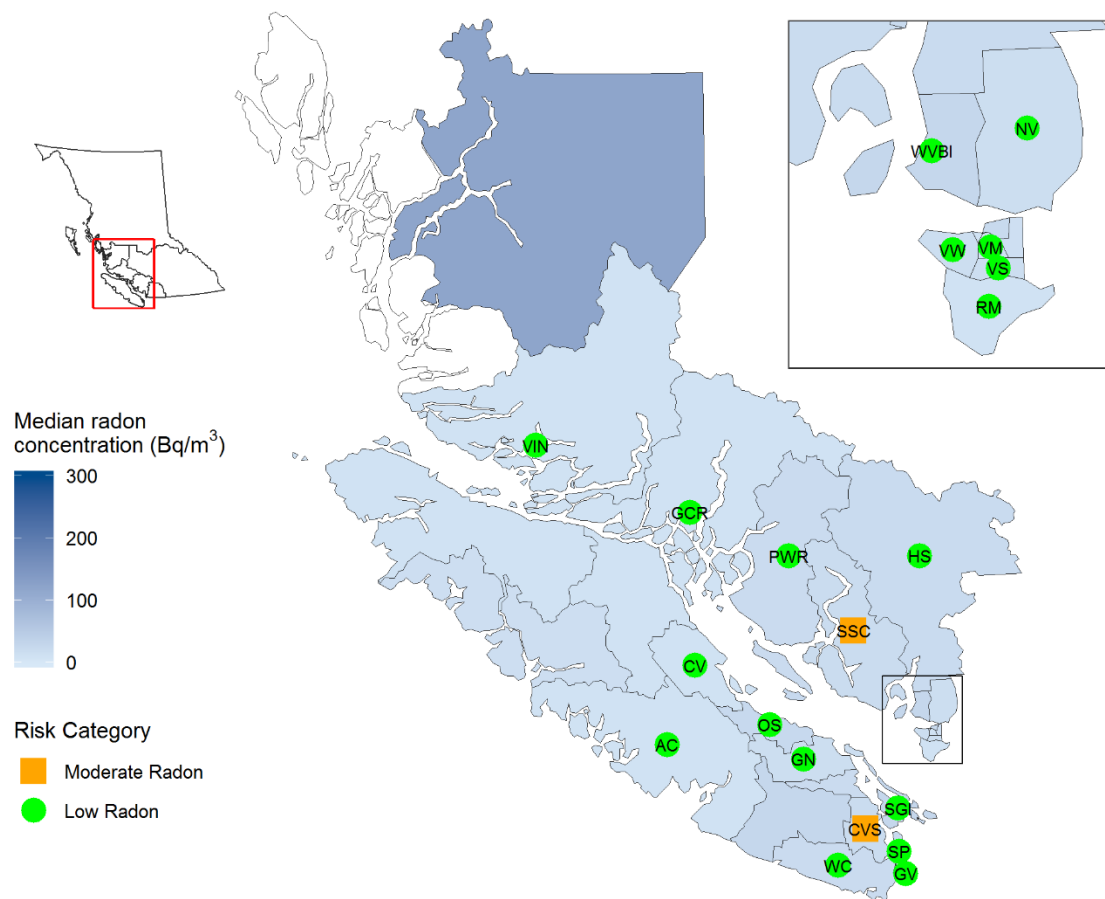 NV
WVBI
VW
VM
VS
RM
Median radon
concentration (Bq/m³)
300
200
100
0
VIN
GCR
PWR
HS
SSC
CV
OS
AC
GN
Risk Category
Moderate Radon
Low Radon
SGI
CVS
SP
WC
GV